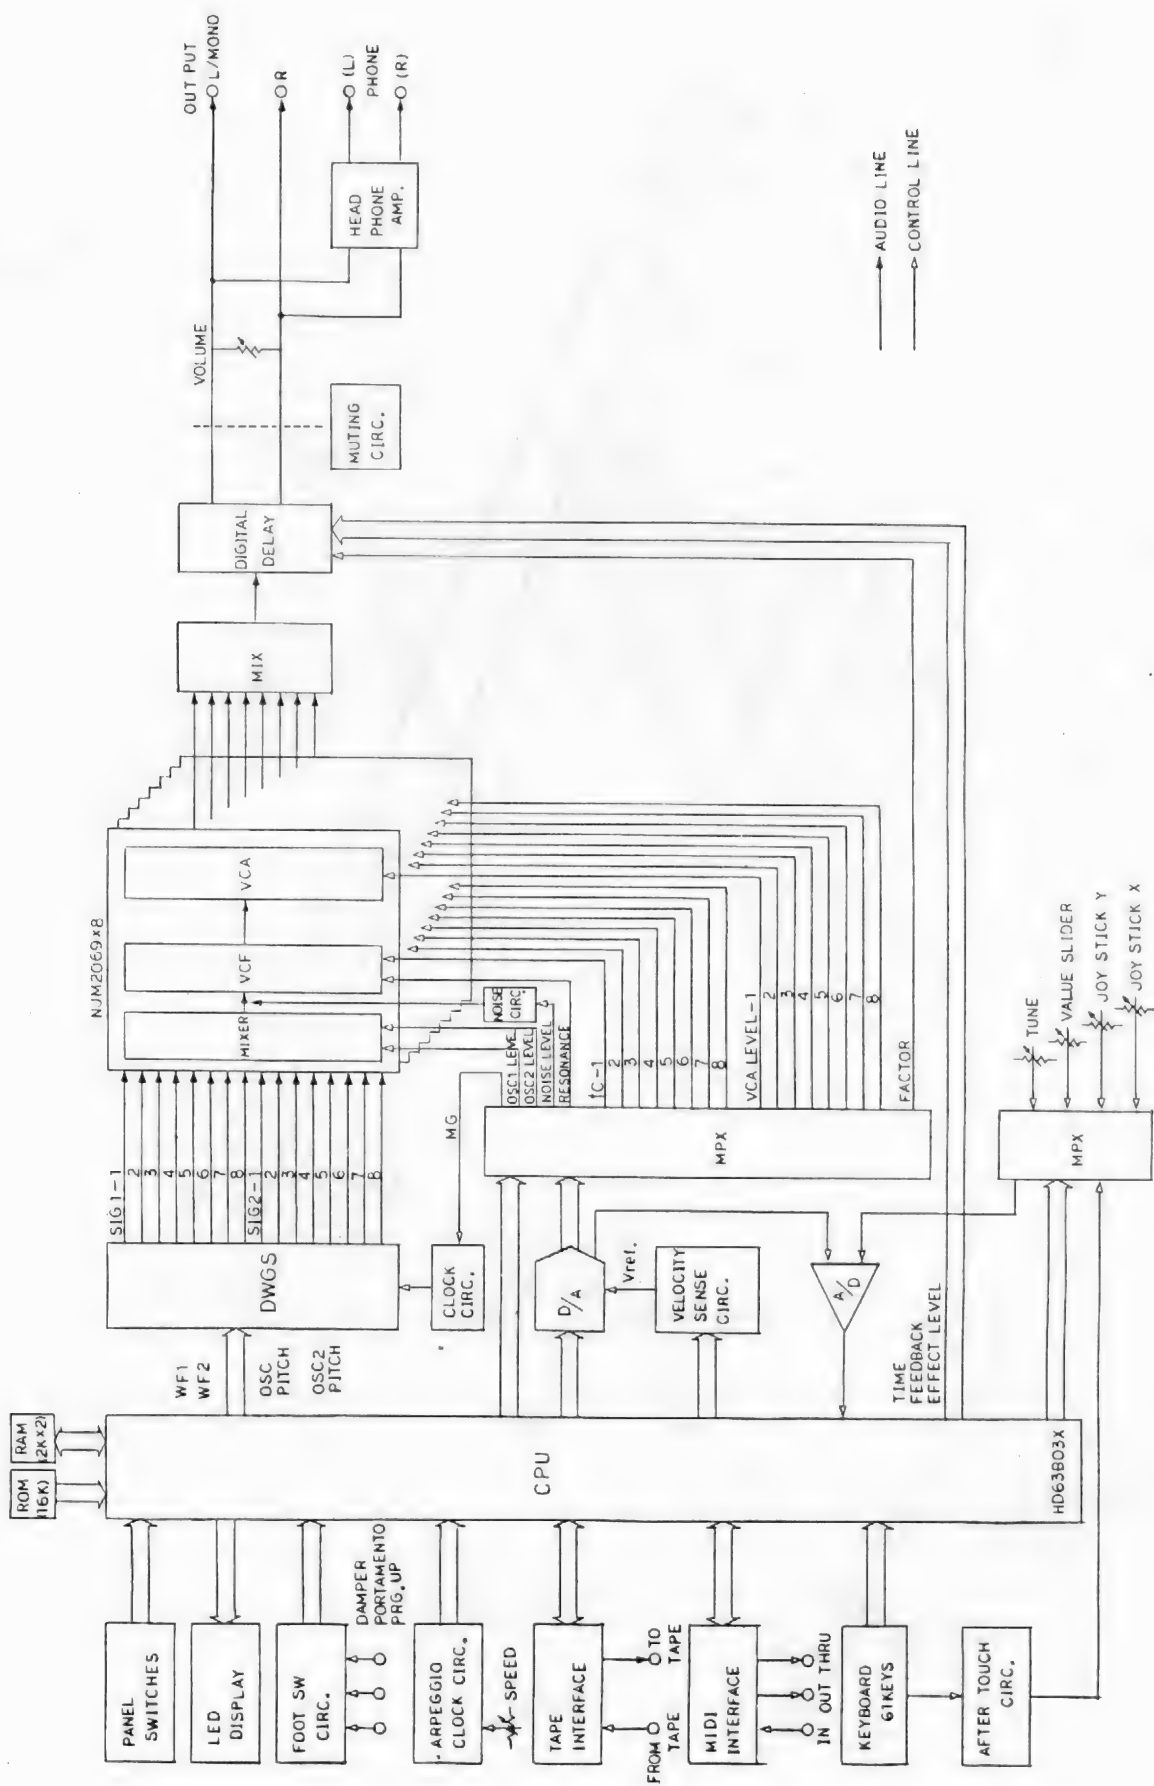 ROM
(16K)
RAM
(2K×2)
PANEL
SWITCHES
LED
DISPLAY
FOOT SW
CIRC.
DAMPER
PORTAMENTO
PRG.UP
ARPEGGIO
CLOCK CIRC.
SPEED
TAPE
INTERFACE
FROM
TAPE
TO
TAPE
MIDI
INTERFACE
IN
OUT
THRU
KEYBOARD
61KEYS
AFTER TOUCH
CIRC.
CPU
HD63B03X
WF1
WF2
OSC
PITCH
OSC2
PITCH
DWGS
CLOCK
CIRC.
MG
D/A
Vref.
VELOCITY
SENSE
CIRC.
A/D
TIME
FEEDBACK
EFFECT LEVEL
SIG1-1
2
3
4
5
6
7
8
SIG2-1
2
3
4
5
6
7
8
NJM2069×8
MIXER
VCF
VCA
NOISE
CIRC.
OSC1 LEVEL
OSC2 LEVEL
NOISE LEVEL
RESONANCE
fC-1
2
3
4
5
6
7
8
VCA LEVEL-1
2
3
4
5
6
7
8
FACTOR
MPX
MPX
TUNE
VALUE SLIDER
JOY STICK Y
JOY STICK X
MIX
DIGITAL
DELAY
MUTING
CIRC.
VOLUME
HEAD
PHONE
AMP.
OUT PUT
L/MONO
R
(L)
PHONE
(R)
AUDIO LINE
CONTROL LINE